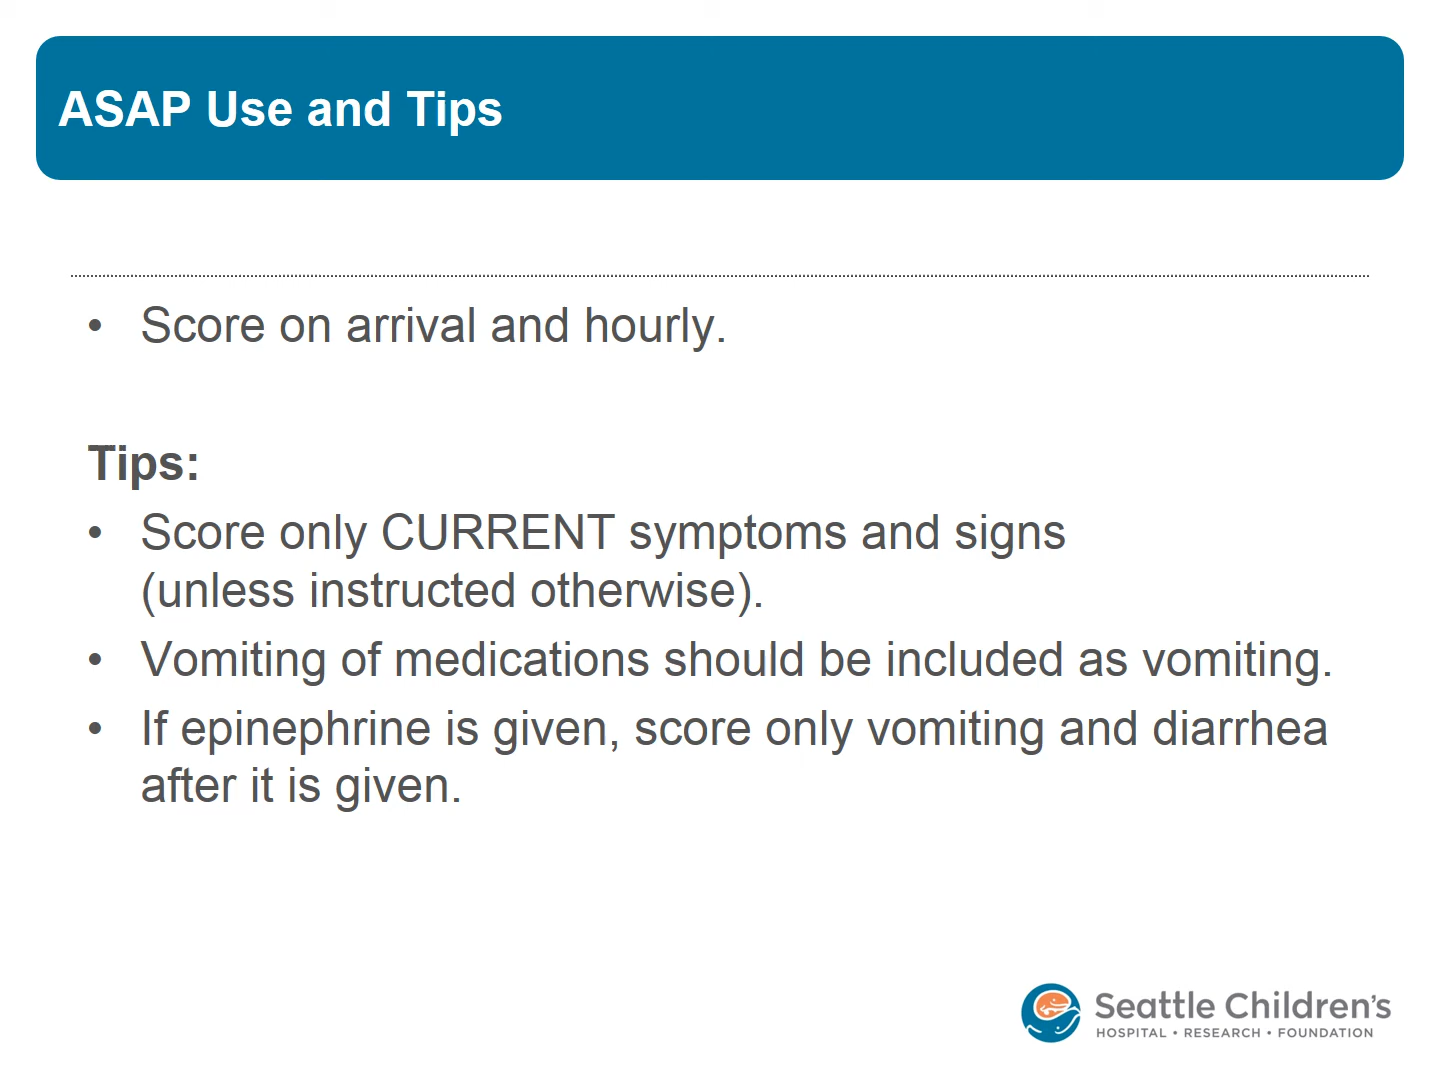 ASAP Use and Tips
• Score on arrival and hourly.
Tips:
• Score only CURRENT symptoms and signs
(unless instructed otherwise).
• Vomiting of medications should be included as vomiting.
• If epinephrine is given, score only vomiting and diarrhea
after it is given.
Seattle Children's
HOSPITAL • RESEARCH • FOUNDATION